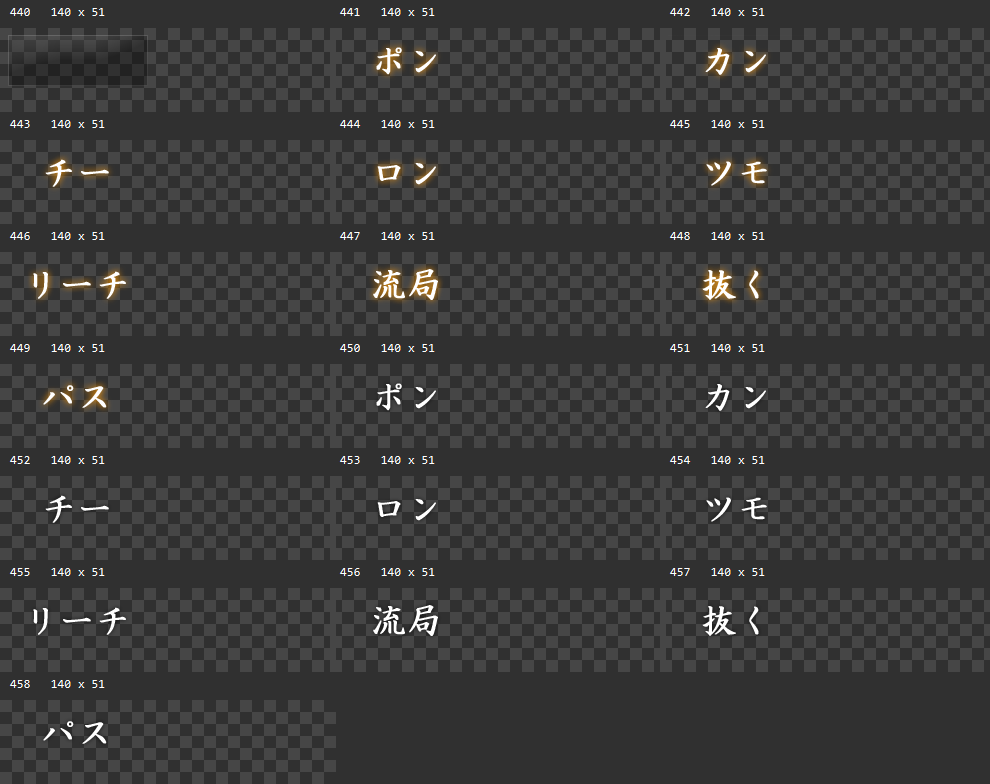 440 140 x 51
441 140 x 51
442 140 x 51
ポン
カン
443 140 x 51
444 140 x 51
445 140 x 51
チー
ロン
ツモ
446 140 x 51
447 140 x 51
448 140 x 51
リーチ
流局
抜く
449 140 x 51
450 140 x 51
451 140 x 51
パス
ポン
カン
452 140 x 51
453 140 x 51
454 140 x 51
チー
ロン
ツモ
455 140 x 51
456 140 x 51
457 140 x 51
リーチ
流局
抜く
458 140 x 51
パス